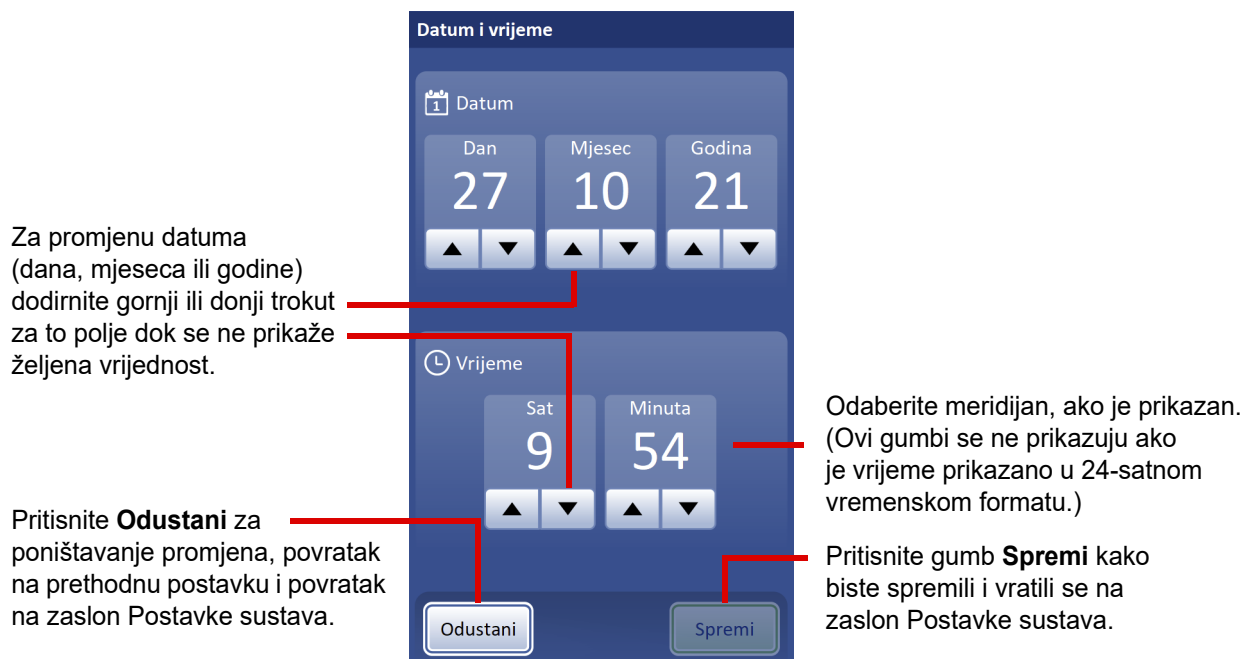 Datum i vrijeme
1 Datum
Dan Mjesec Godina
27 10 21
Za promjenu datuma
(dana, mjeseca ili godine)
dodirnite gornji ili donji trokut
za to polje dok se ne prikaže
željena vrijednost.
Vrijeme
Sat Minuta
9 54
Odaberite meridijan, ako je prikazan.
(Ovi gumbi se ne prikazuju ako
je vrijeme prikazano u 24-satnom
vremenskom formatu.)
Pritisnite Odustani za
poništavanje promjena, povratak
na prethodnu postavku i povratak
na zaslon Postavke sustava.
Pritisnite gumb Spremi kako
biste spremili i vratili se na
zaslon Postavke sustava.
Odustani Spremi